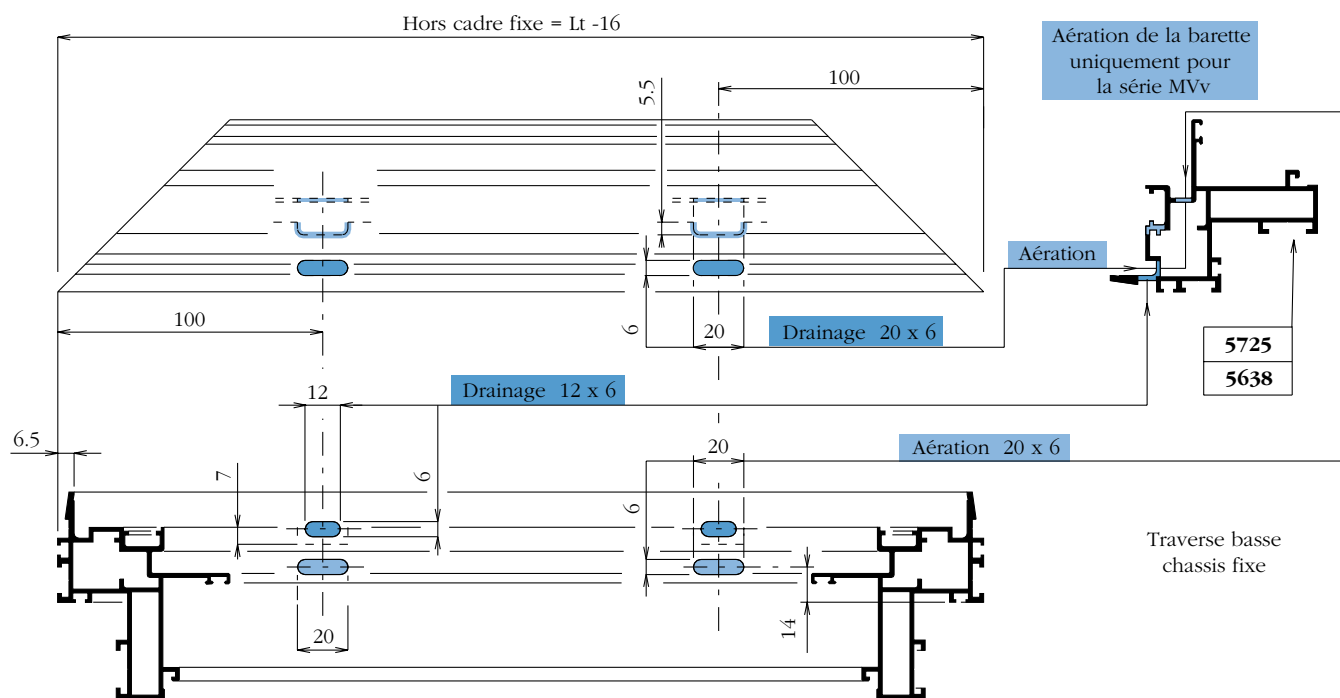 Hors cadre fixe = Lt -16
Aération de la barette
uniquement pour
la série MVv
100
5.5
Aération
100
6
20
Drainage 20 x 6
5725
5638
12
Drainage 12 x 6
6.5
20
Aération 20 x 6
7
6
6
Traverse basse
chassis fixe
20
14